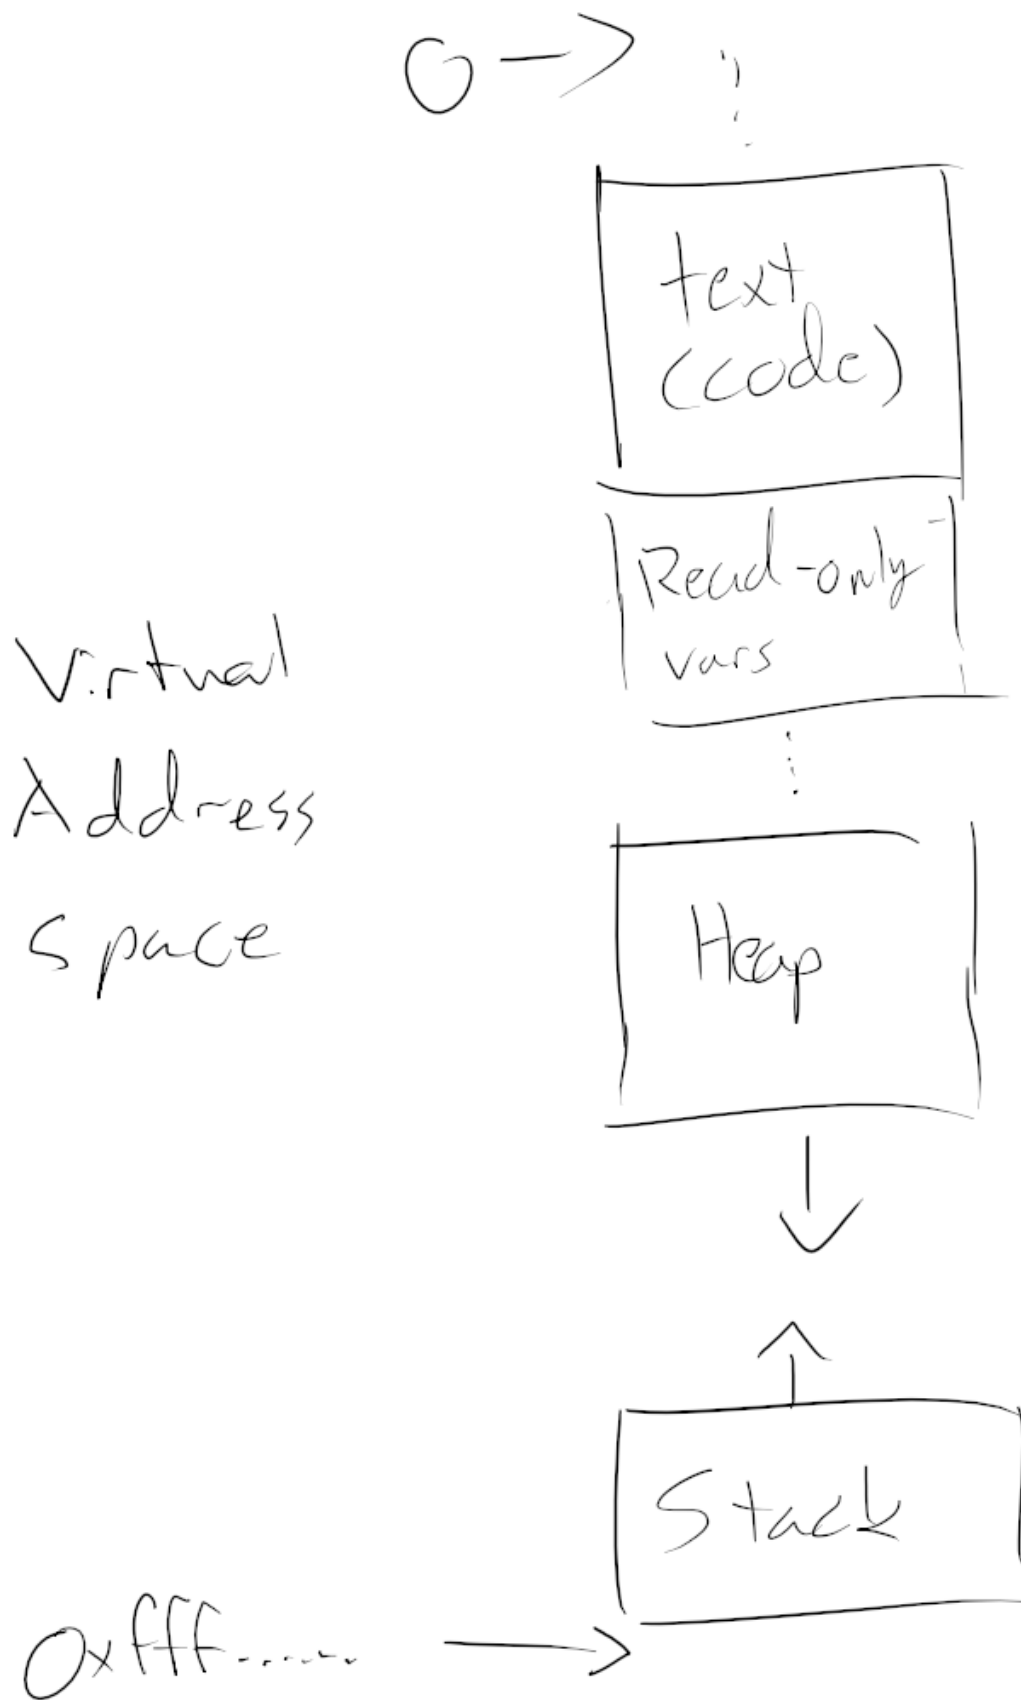 0
text
(code)
Read-only
vars
Virtual
Address
Space
Heap
Stack
0xfff......